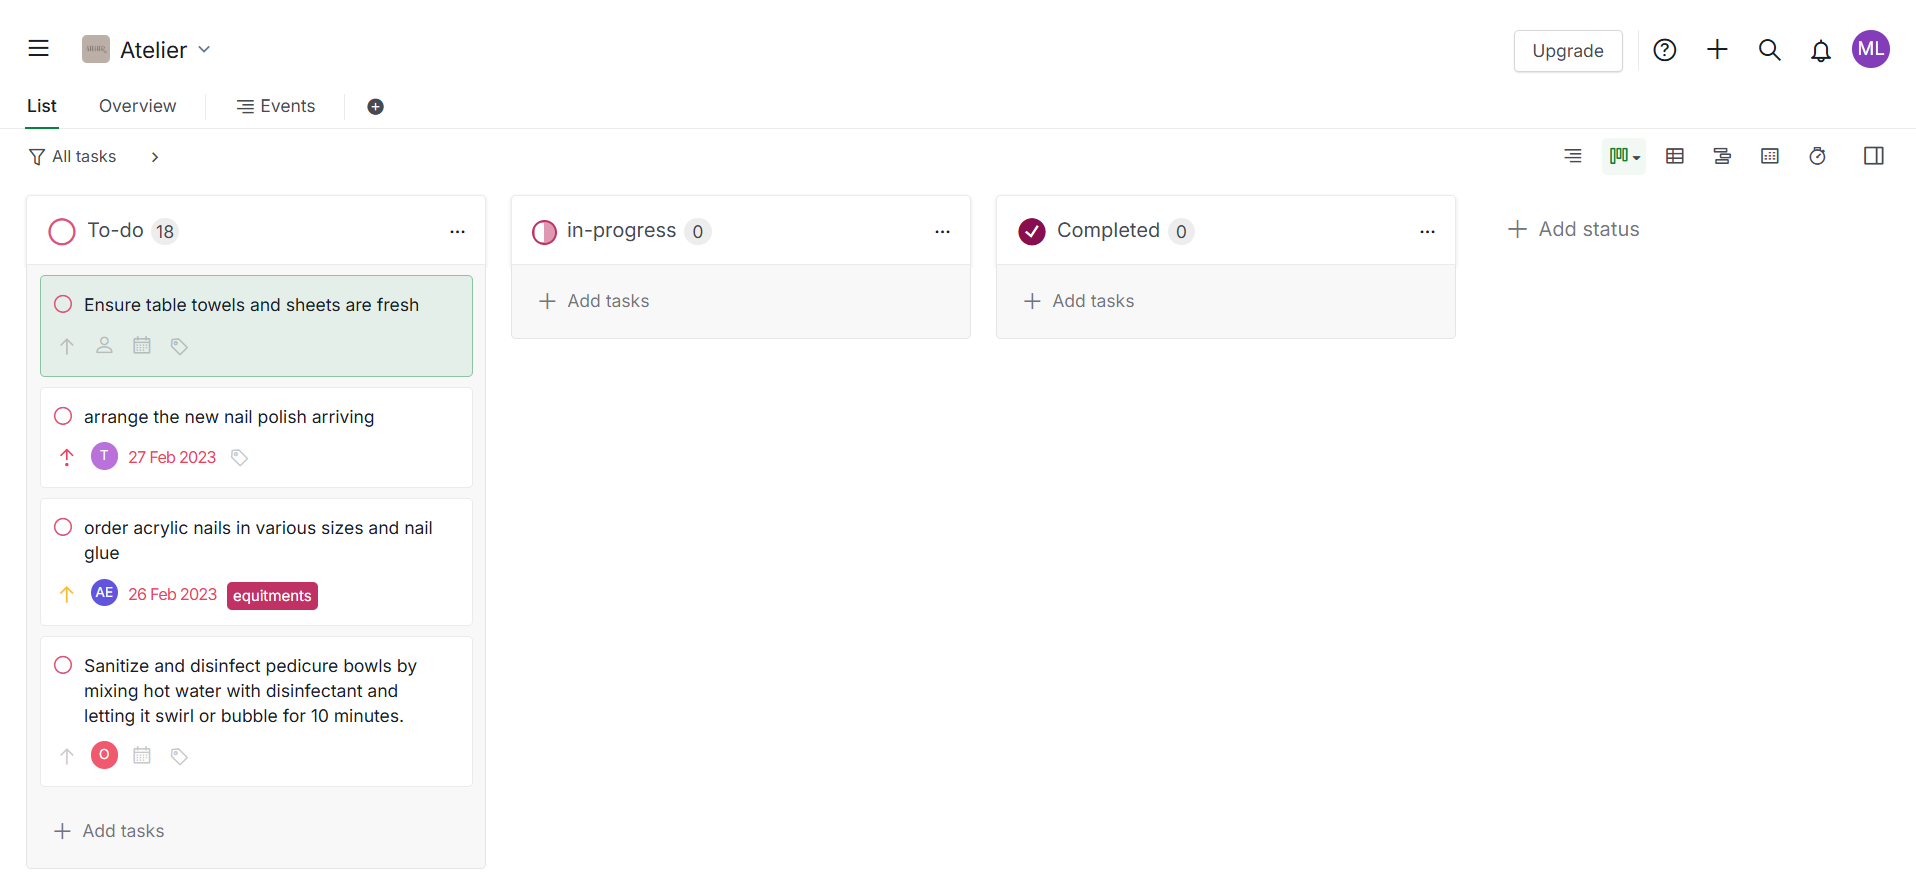 Atelier
Upgrade
ML
List
Overview
Events
All tasks
To-do 18
in-progress 0
Completed 0
Add status
Ensure table towels and sheets are fresh
Add tasks
Add tasks
arrange the new nail polish arriving
T
27 Feb 2023
order acrylic nails in various sizes and nail
glue
AE
26 Feb 2023
equitments
Sanitize and disinfect pedicure bowls by
mixing hot water with disinfectant and
letting it swirl or bubble for 10 minutes.
O
Add tasks